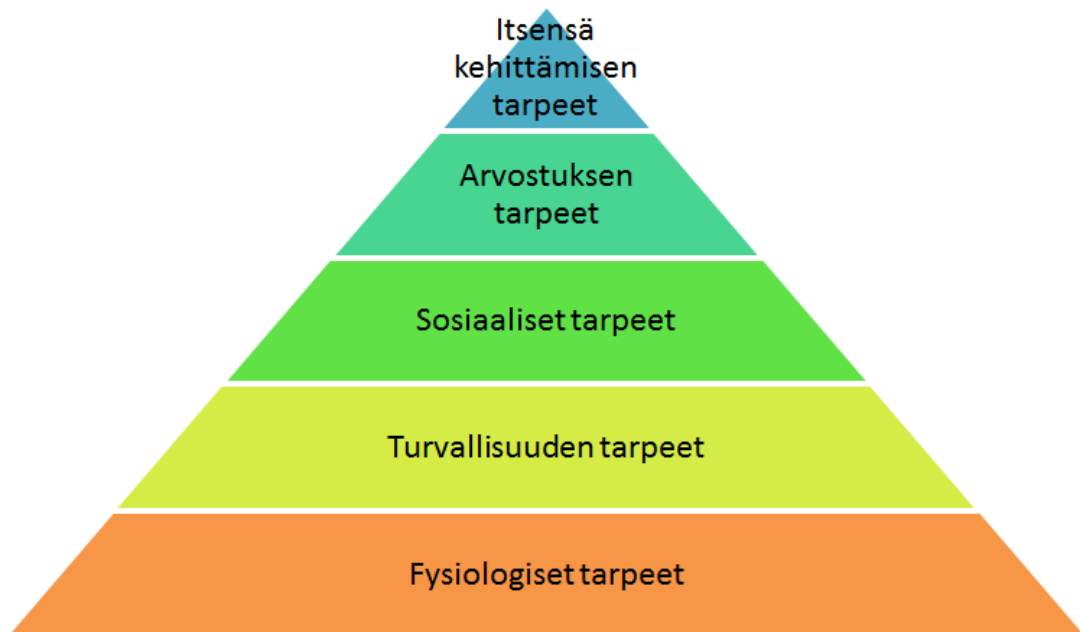 Itsensä
kehittämisen
tarpeet
Arvostuksen
tarpeet
Sosiaaliset tarpeet
Turvallisuuden tarpeet
Fysiologiset tarpeet